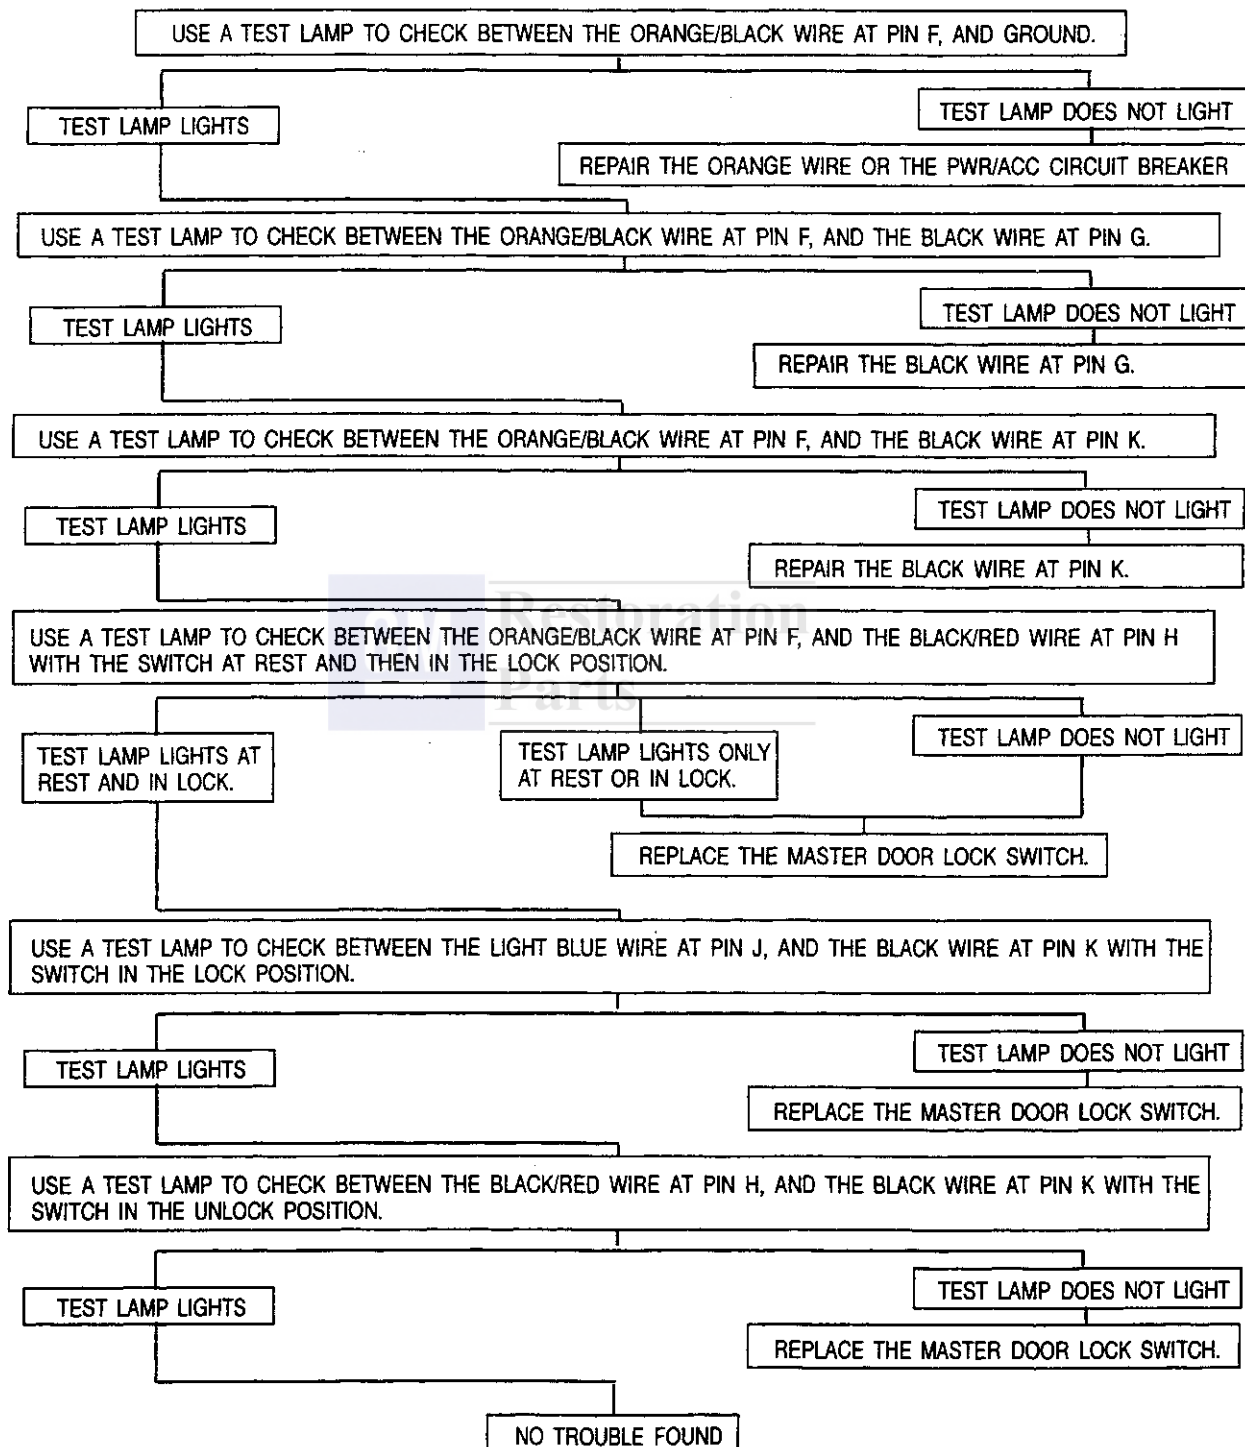 USE A TEST LAMP TO CHECK BETWEEN THE ORANGE/BLACK WIRE AT PIN F, AND GROUND.
TEST LAMP LIGHTS
TEST LAMP DOES NOT LIGHT
REPAIR THE ORANGE WIRE OR THE PWR/ACC CIRCUIT BREAKER
USE A TEST LAMP TO CHECK BETWEEN THE ORANGE/BLACK WIRE AT PIN F, AND THE BLACK WIRE AT PIN G.
TEST LAMP LIGHTS
TEST LAMP DOES NOT LIGHT
REPAIR THE BLACK WIRE AT PIN G.
USE A TEST LAMP TO CHECK BETWEEN THE ORANGE/BLACK WIRE AT PIN F, AND THE BLACK WIRE AT PIN K.
TEST LAMP LIGHTS
TEST LAMP DOES NOT LIGHT
REPAIR THE BLACK WIRE AT PIN K.
GM Restoration
Parts
USE A TEST LAMP TO CHECK BETWEEN THE ORANGE/BLACK WIRE AT PIN F, AND THE BLACK/RED WIRE AT PIN H
WITH THE SWITCH AT REST AND THEN IN THE LOCK POSITION.
TEST LAMP LIGHTS AT
REST AND IN LOCK.
TEST LAMP LIGHTS ONLY
AT REST OR IN LOCK.
TEST LAMP DOES NOT LIGHT
REPLACE THE MASTER DOOR LOCK SWITCH.
USE A TEST LAMP TO CHECK BETWEEN THE LIGHT BLUE WIRE AT PIN J, AND THE BLACK WIRE AT PIN K WITH THE
SWITCH IN THE LOCK POSITION.
TEST LAMP LIGHTS
TEST LAMP DOES NOT LIGHT
REPLACE THE MASTER DOOR LOCK SWITCH.
USE A TEST LAMP TO CHECK BETWEEN THE BLACK/RED WIRE AT PIN H, AND THE BLACK WIRE AT PIN K WITH THE
SWITCH IN THE UNLOCK POSITION.
TEST LAMP LIGHTS
TEST LAMP DOES NOT LIGHT
REPLACE THE MASTER DOOR LOCK SWITCH.
NO TROUBLE FOUND